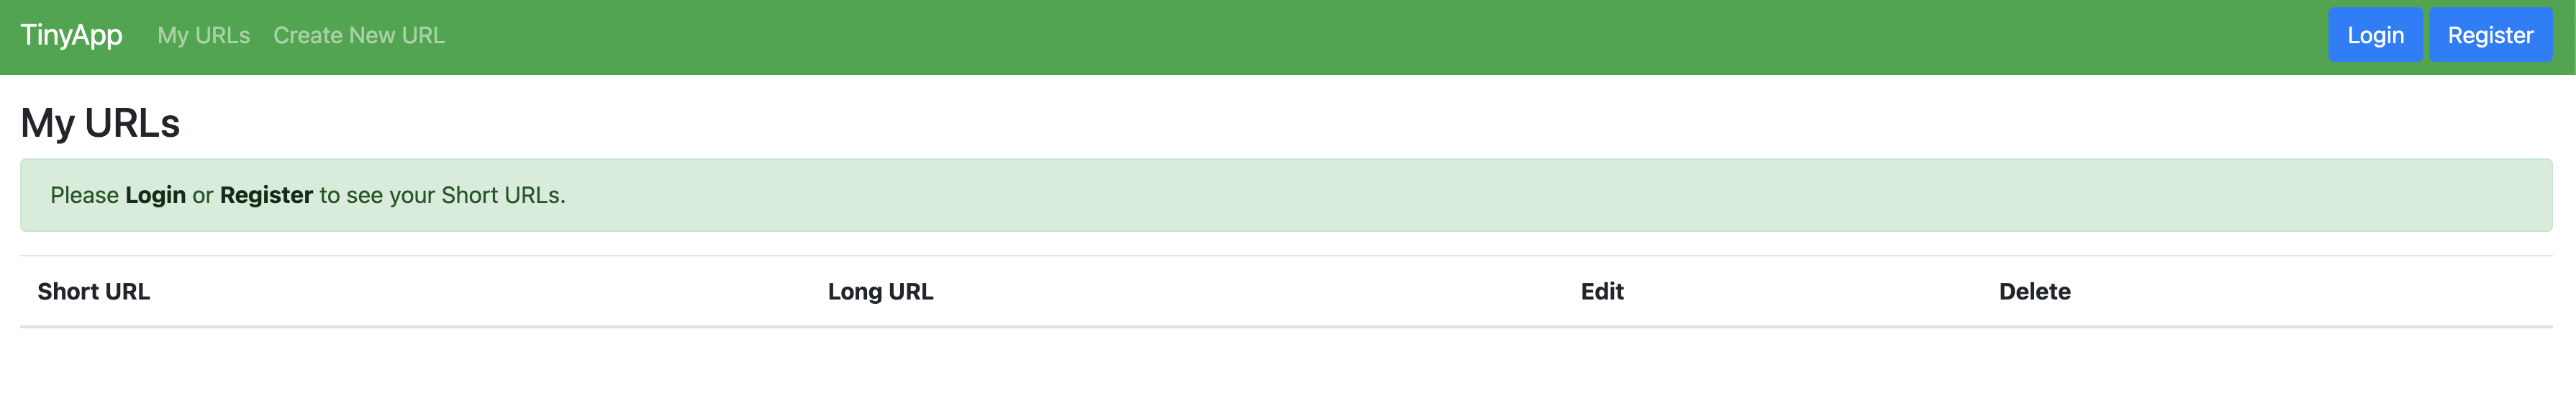 TinyApp My URLs Create New URL Login Register
My URLs
Please Login or Register to see your Short URLs.
Short URL Long URL Edit Delete